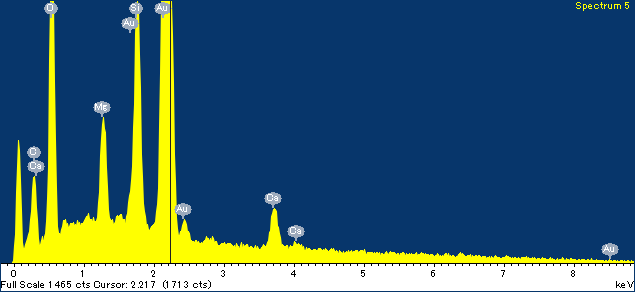 Spectrum 5
O Si Au
Au
Mg
C
Ca
Ca
Au
Ca
Au
0 1 2 3 4 5 6 7 8
Full Scale 1465 cts Cursor: 2.217 (1713 cts) keV